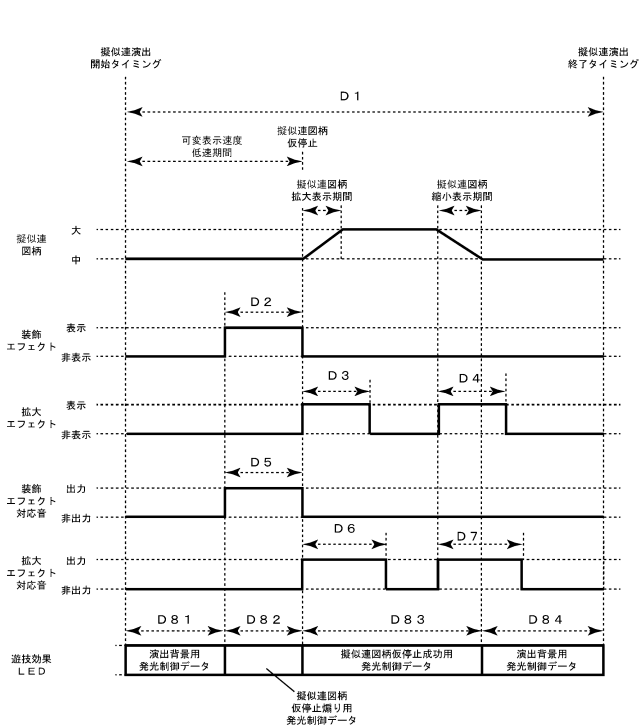 擬似連演出
開始タイミング
擬似連演出
終了タイミング
D1
可変表示速度
低速期間
擬似連図柄
仮停止
擬似連図柄
拡大表示期間
擬似連図柄
縮小表示期間
擬似連
図柄
大
中
D2
装飾
エフェクト
表示
非表示
D3
D4
拡大
エフェクト
表示
非表示
D5
装飾
エフェクト
対応音
出力
非出力
D6
D7
拡大
エフェクト
対応音
出力
非出力
D81
D82
D83
D84
遊技効果
LED
演出背景用
発光制御データ
擬似連図柄仮停止成功用
発光制御データ
演出背景用
発光制御データ
擬似連図柄
仮停止煽り用
発光制御データ